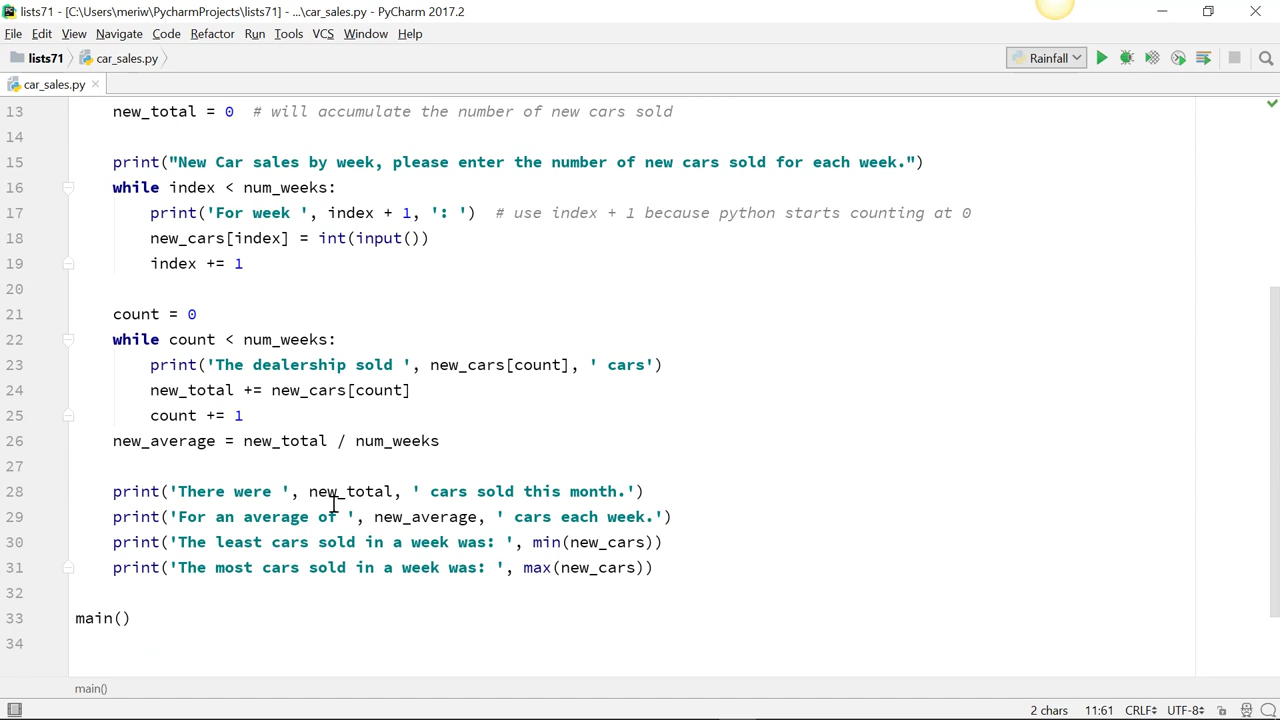 lists71 - [C:\Users\meriw\PycharmProjects\lists71] - ...\car_sales.py - PyCharm 2017.2
File Edit View Navigate Code Refactor Run Tools VCS Window Help
lists71 car_sales.py Rainfall
car_sales.py
13 new_total = 0 # will accumulate the number of new cars sold
14
15 print("New Car sales by week, please enter the number of new cars sold for each week.")
16 while index < num_weeks:
17 print('For week ', index + 1, ': ') # use index + 1 because python starts counting at 0
18 new_cars[index] = int(input())
19 index += 1
20
21 count = 0
22 while count < num_weeks:
23 print('The dealership sold ', new_cars[count], ' cars')
24 new_total += new_cars[count]
25 count += 1
26 new_average = new_total / num_weeks
27
28 print('There were ', new_total, ' cars sold this month.')
29 print('For an average of ', new_average, ' cars each week.')
30 print('The least cars sold in a week was: ', min(new_cars))
31 print('The most cars sold in a week was: ', max(new_cars))
32
33 main()
34
main()
2 chars 11:61 CRLF UTF-8